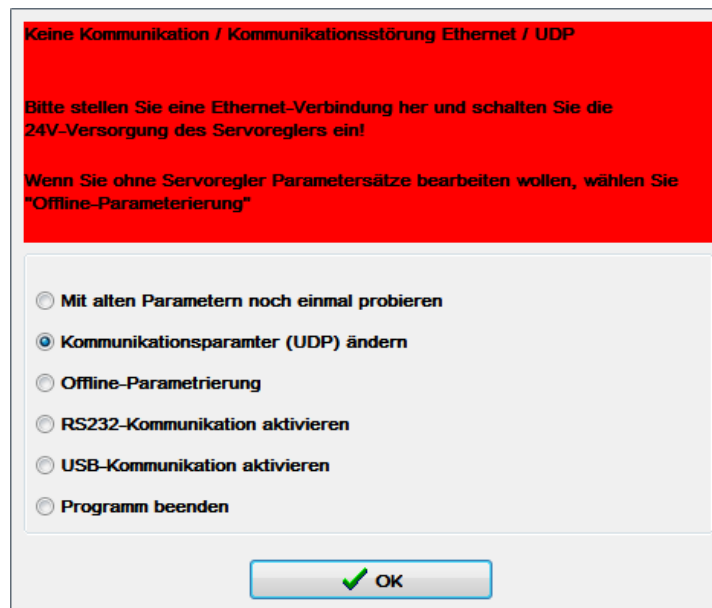 Keine Kommunikation / Kommunikationsstörung Ethernet / UDP
Bitte stellen Sie eine Ethernet-Verbindung her und schalten Sie die
24V-Versorgung des Servoreglers ein!
Wenn Sie ohne Servoregler Parametersätze bearbeiten wollen, wählen Sie
"Offline-Parameterierung"
Mit alten Parametern noch einmal probieren
Kommunikationsparamter (UDP) ändern
Offline-Parametrierung
RS232-Kommunikation aktivieren
USB-Kommunikation aktivieren
Programm beenden
OK